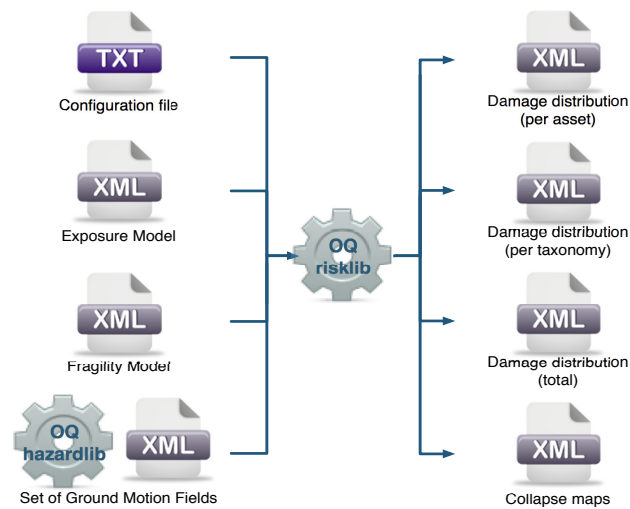 TXT
Configuration file
XML
Exposure Model
XML
Fragility Model
OQ
hazardlib
XML
Set of Ground Motion Fields
OQ
risklib
XML
Damage distribution
(per asset)
XML
Damage distribution
(per taxonomy)
XML
Damage distribution
(total)
XML
Collapse maps